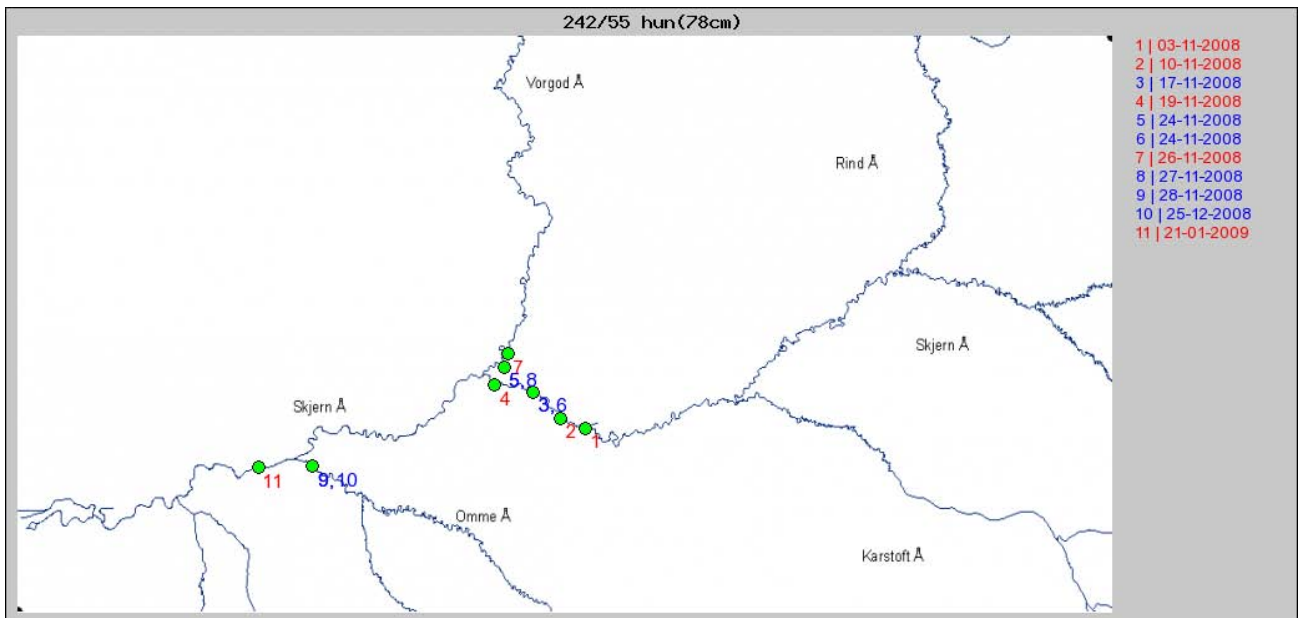 242/55 hun(78cm)
1 | 03-11-2008
2 | 10-11-2008
3 | 17-11-2008
4 | 19-11-2008
5 | 24-11-2008
6 | 24-11-2008
7 | 26-11-2008
8 | 27-11-2008
9 | 28-11-2008
10 | 25-12-2008
11 | 21-01-2009
Vorgod Å
Rind Å
Skjern Å
7
5,8
4
3,6
Skjern Å
2
1
11
9,10
Omme Å
Karstoft Å